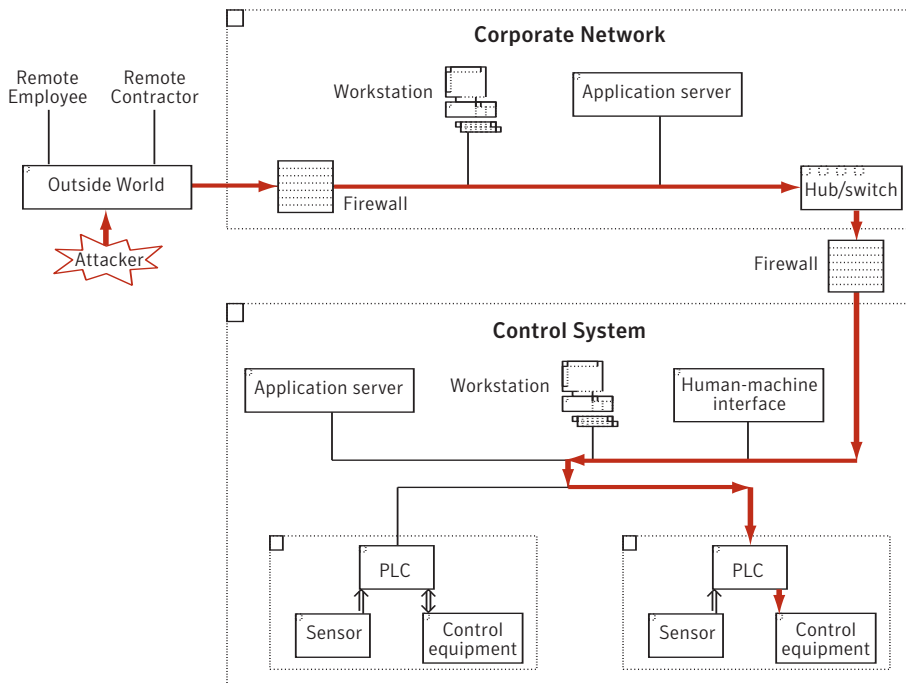 Corporate Network
Remote
Employee
Remote
Contractor
Workstation
Application server
Outside World
Firewall
Hub/switch
Attacker
Firewall
Control System
Application server
Workstation
Human-machine
interface
PLC
Sensor
Control
equipment
PLC
Sensor
Control
equipment